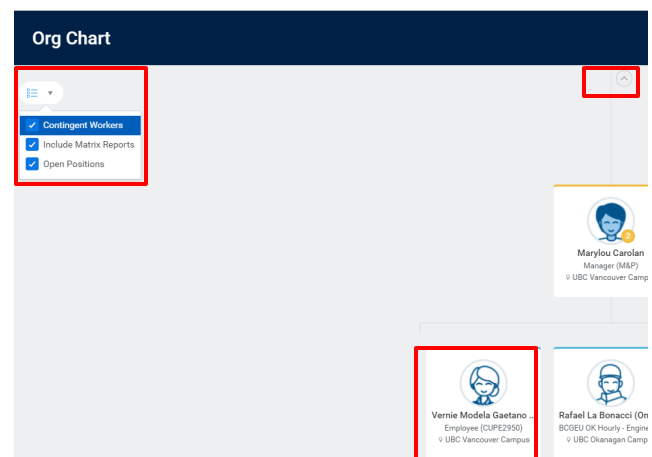 Org Chart
Contingent Workers
Include Matrix Reports
Open Positions
2
Marylou Carolan
Manager (M&P)
UBC Vancouver Camp
Vernie Modela Gaetano ..
Employee (CUPE2950)
UBC Vancouver Campus
Rafael La Bonacci (On
BCGEU OK Hourly - Engine
UBC Okanagan Camp